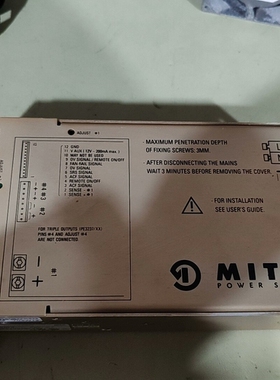 ADJUST #1
12 GND
11 V AUX (12V - 200mA max.)
10 MAY NOT BE USED
9 OV SIGNAL / REMOTE ON/OFF
8 FAN-FAIL SIGNAL
7 OV SIGNAL
6 SRG SIGNAL
5 ACF SIGNAL
4 REMOTE ON/OFF
3 ACF SIGNAL
2 SENSE
1 SENSE
#3
#2
FOR TRIPLE OUTPUTS
PINS #4 AND ADJUST #4
ARE NOT CONNECTED
- MAXIMUM PENETRATION DEPTH
OF FIXING SCREWS: 3MM
- AFTER DISCONNECTING THE MAINS
WAIT 3 MINUTES BEFORE REMOVING THE COVER
- FOR INSTALLATION
SEE USER'S GUIDE
MIT
POWER S